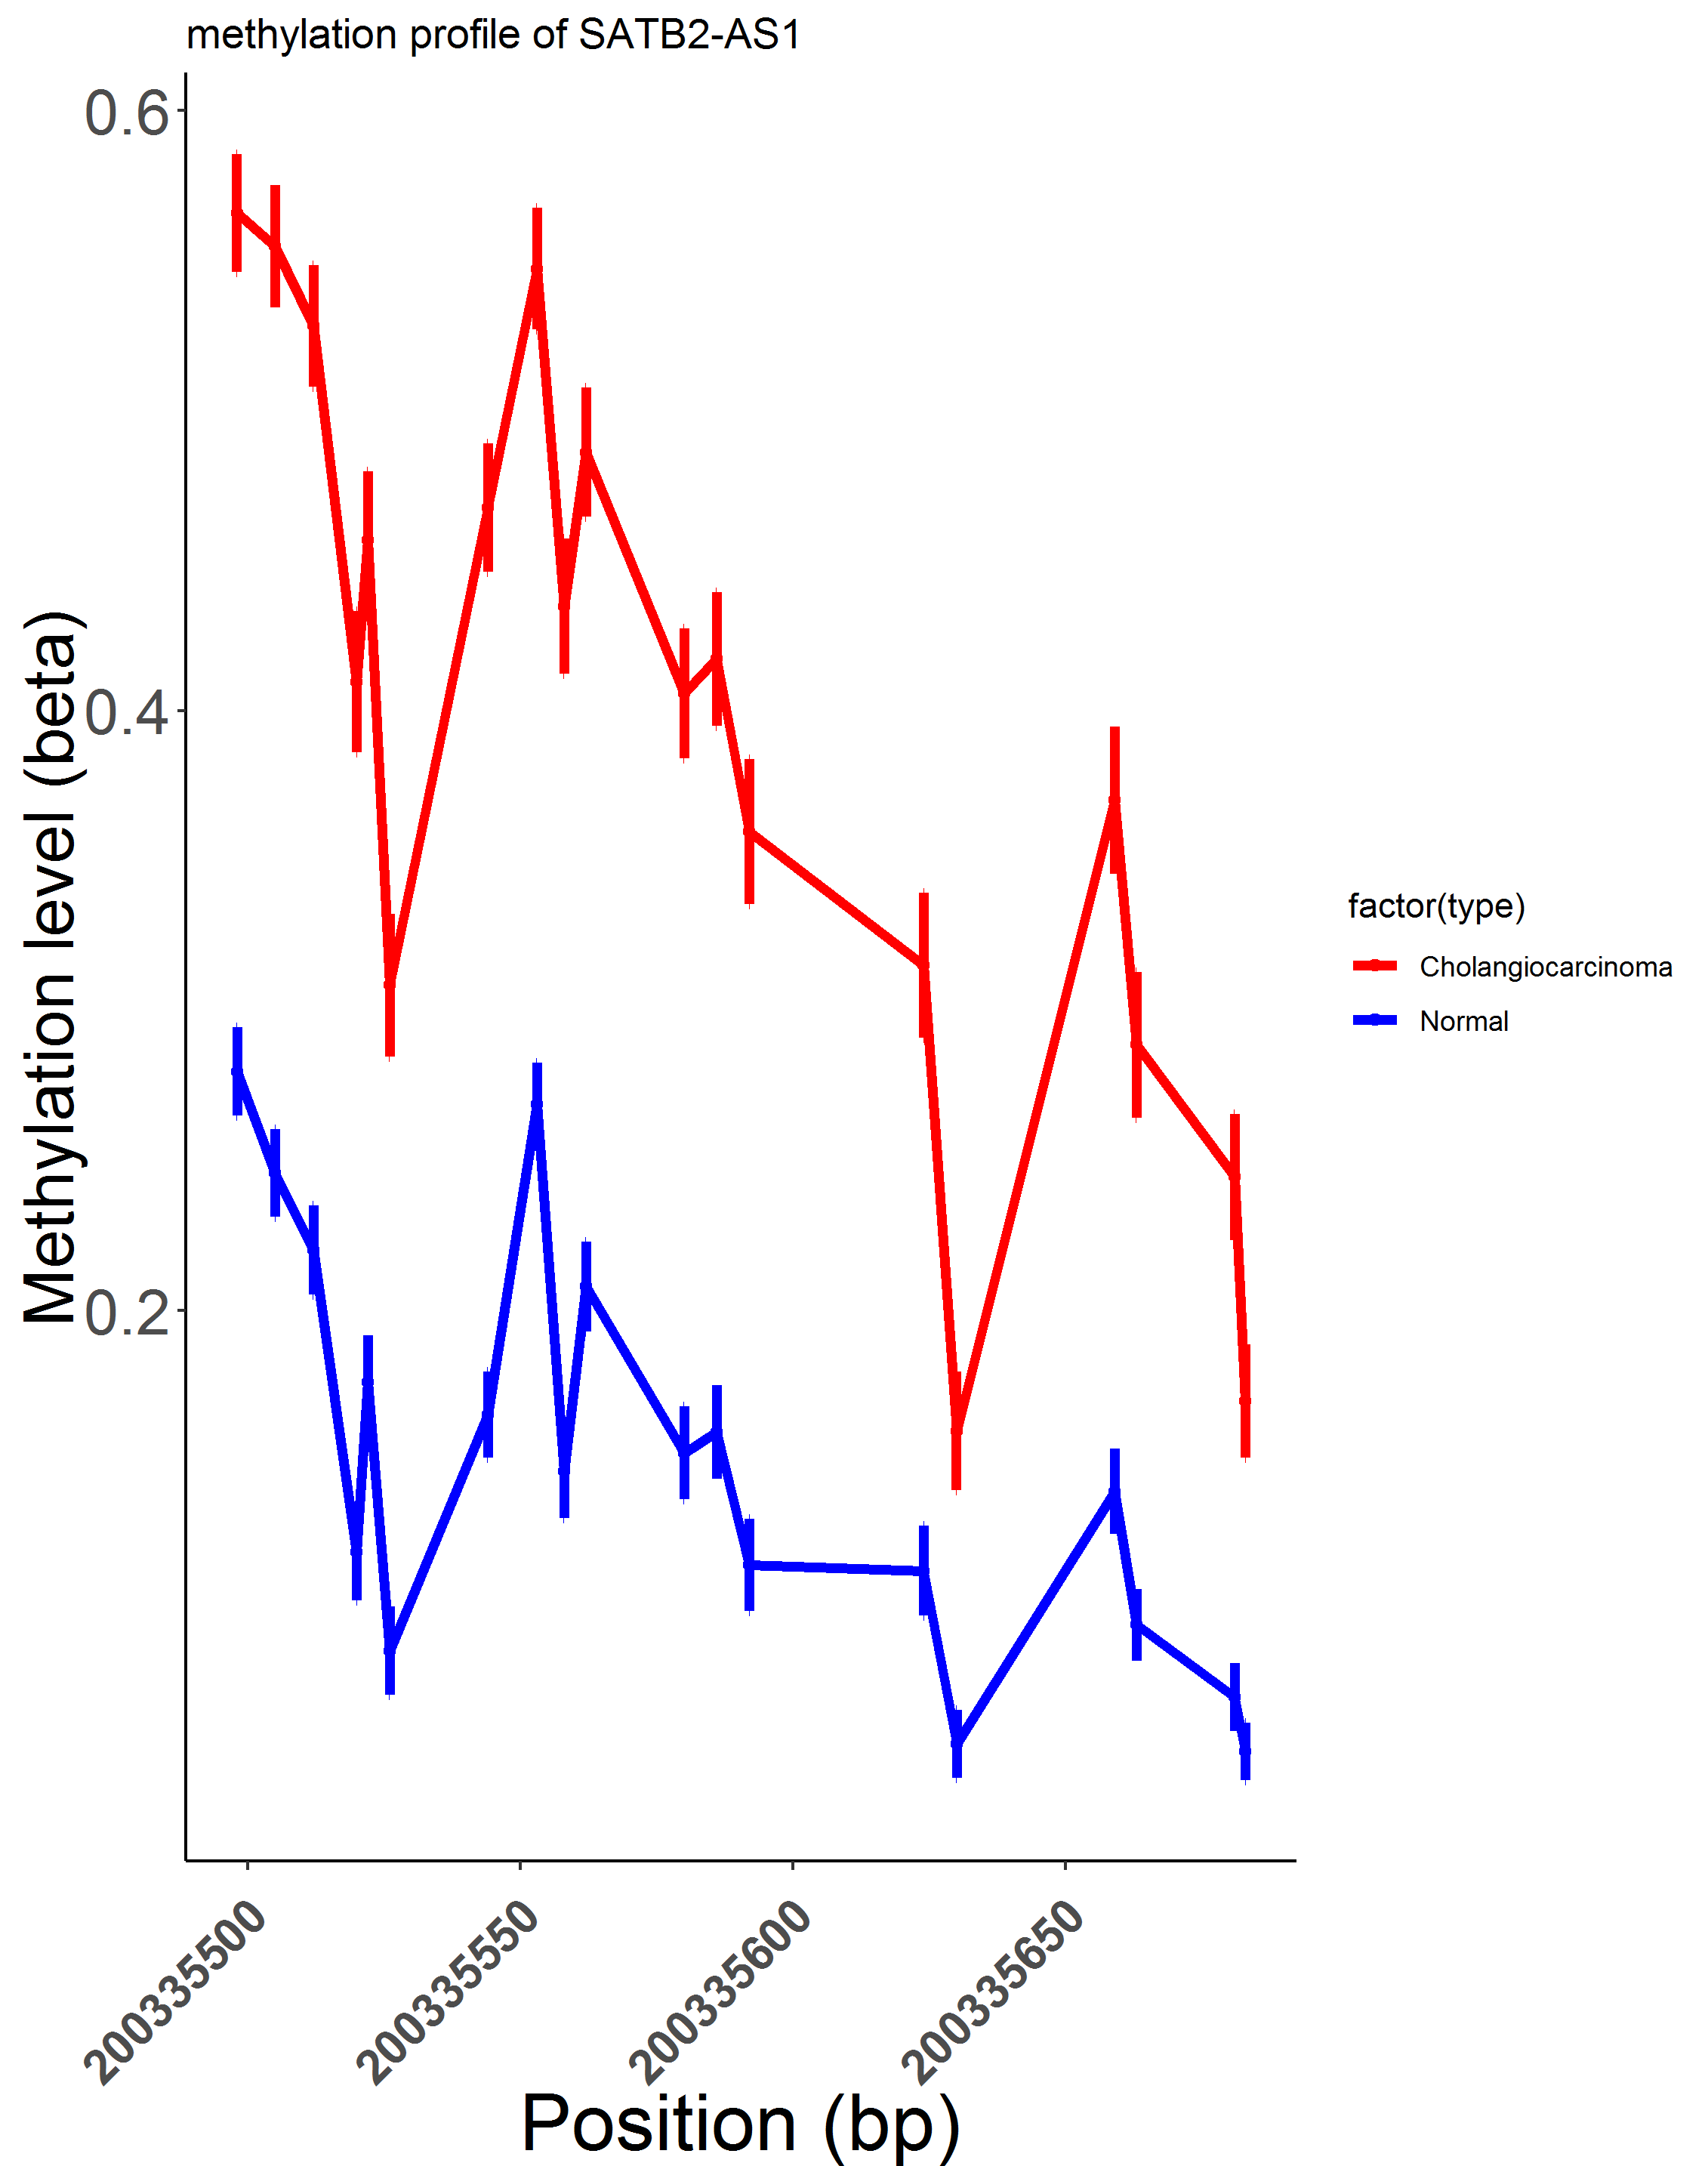 methylation profile of SATB2-AS1
0.6
0.4
0.2
Methylation level (beta)
200335500
200335550
200335600
200335650
Position (bp)
factor(type)
Cholangiocarcinoma
Normal